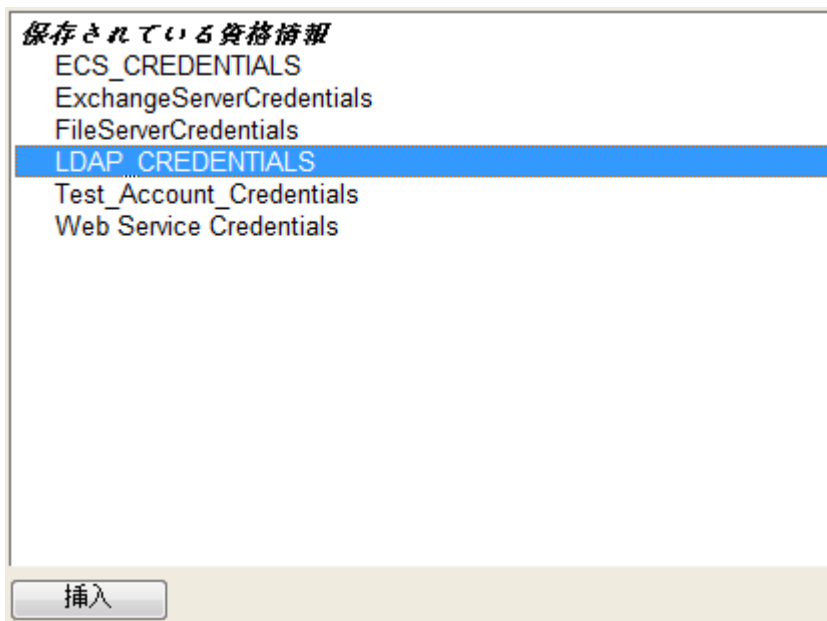 保存されている資格情報
ECS_CREDENTIALS
ExchangeServerCredentials
FileServerCredentials
LDAP_CREDENTIALS
Test_Account_Credentials
Web Service Credentials
挿入